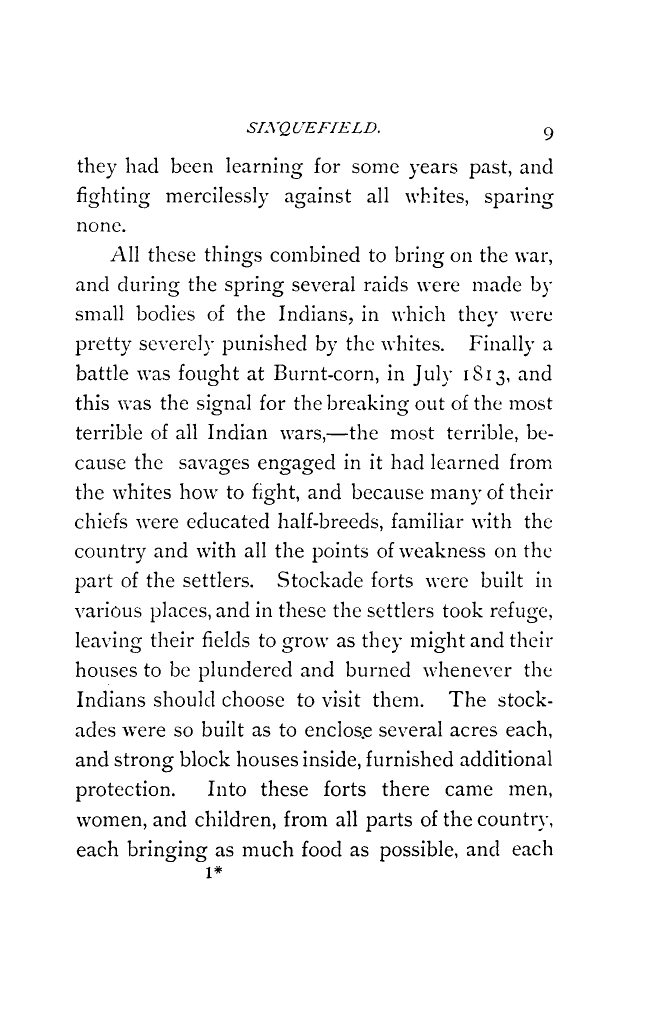 SINQUEFIELD. 9
they had been learning for some years past, and
fighting mercilessly against all whites, sparing
none.
All these things combined to bring on the war,
and during the spring several raids were made by
small bodies of the Indians, in which they were
pretty severely punished by the whites. Finally a
battle was fought at Burnt-corn, in July 1813, and
this was the signal for the breaking out of the most
terrible of all Indian wars,—the most terrible, be-
cause the savages engaged in it had learned from
the whites how to fight, and because many of their
chiefs were educated half-breeds, familiar with the
country and with all the points of weakness on the
part of the settlers. Stockade forts were built in
various places, and in these the settlers took refuge,
leaving their fields to grow as they might and their
houses to be plundered and burned whenever the
Indians should choose to visit them. The stock-
ades were so built as to enclose several acres each,
and strong block houses inside, furnished additional
protection. Into these forts there came men,
women, and children, from all parts of the country,
each bringing as much food as possible, and each
1*